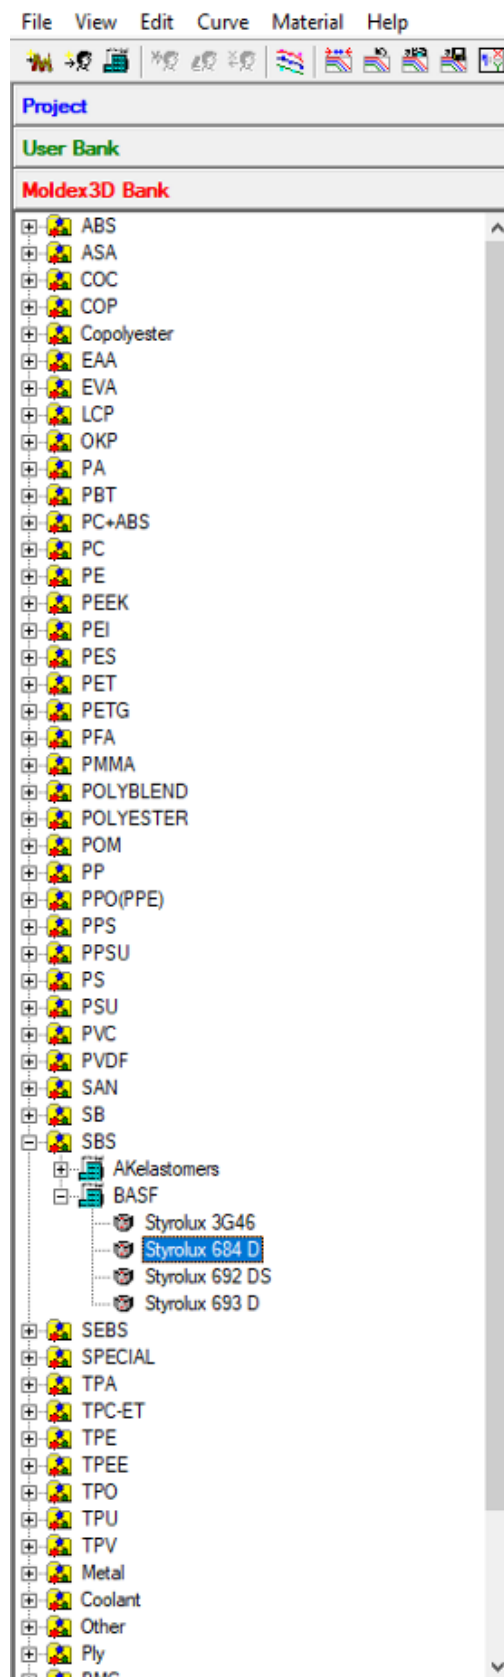 File View Edit Curve Material Help
Project
User Bank
Moldex3D Bank
ABS
ASA
COC
COP
Copolyester
EAA
EVA
LCP
OKP
PA
PBT
PC+ABS
PC
PE
PEEK
PEI
PES
PET
PETG
PFA
PMMA
POLYBLEND
POLYESTER
POM
PP
PPO(PPE)
PPS
PPSU
PS
PSU
PVC
PVDF
SAN
SB
SBS
AKelastomers
BASF
Styrolux 3G46
Styrolux 684 D
Styrolux 692 DS
Styrolux 693 D
SEBS
SPECIAL
TPA
TPC-ET
TPE
TPEE
TPO
TPU
TPV
Metal
Coolant
Other
Ply